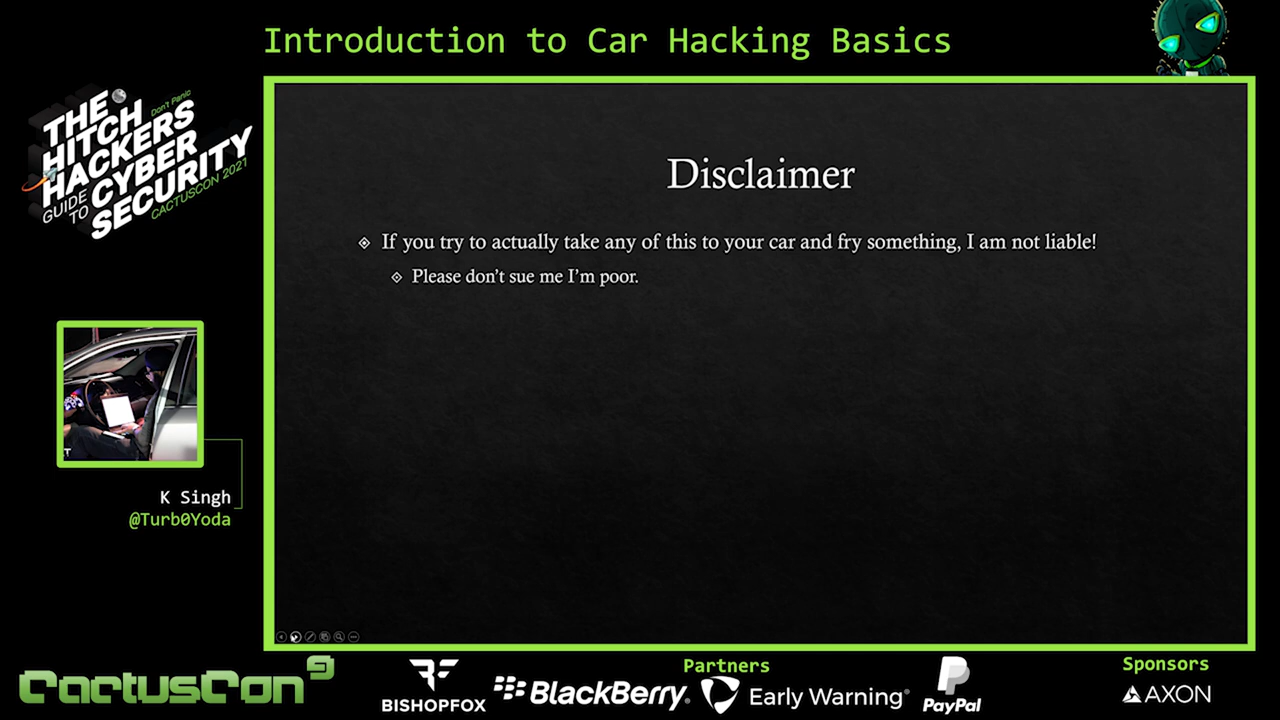 Introduction to Car Hacking Basics
THE
Don't Panic
HITCH
HACKERS
GUIDE
TO
CYBER
SECURITY
CACTUSCON 2021
Disclaimer
If you try to actually take any of this to your car and fry something, I am not liable!
Please don't sue me I'm poor.
K Singh
@Turb0Yoda
CactusCon 9
Partners
BISHOPFOX
BlackBerry
Early Warning
PayPal
Sponsors
AXON